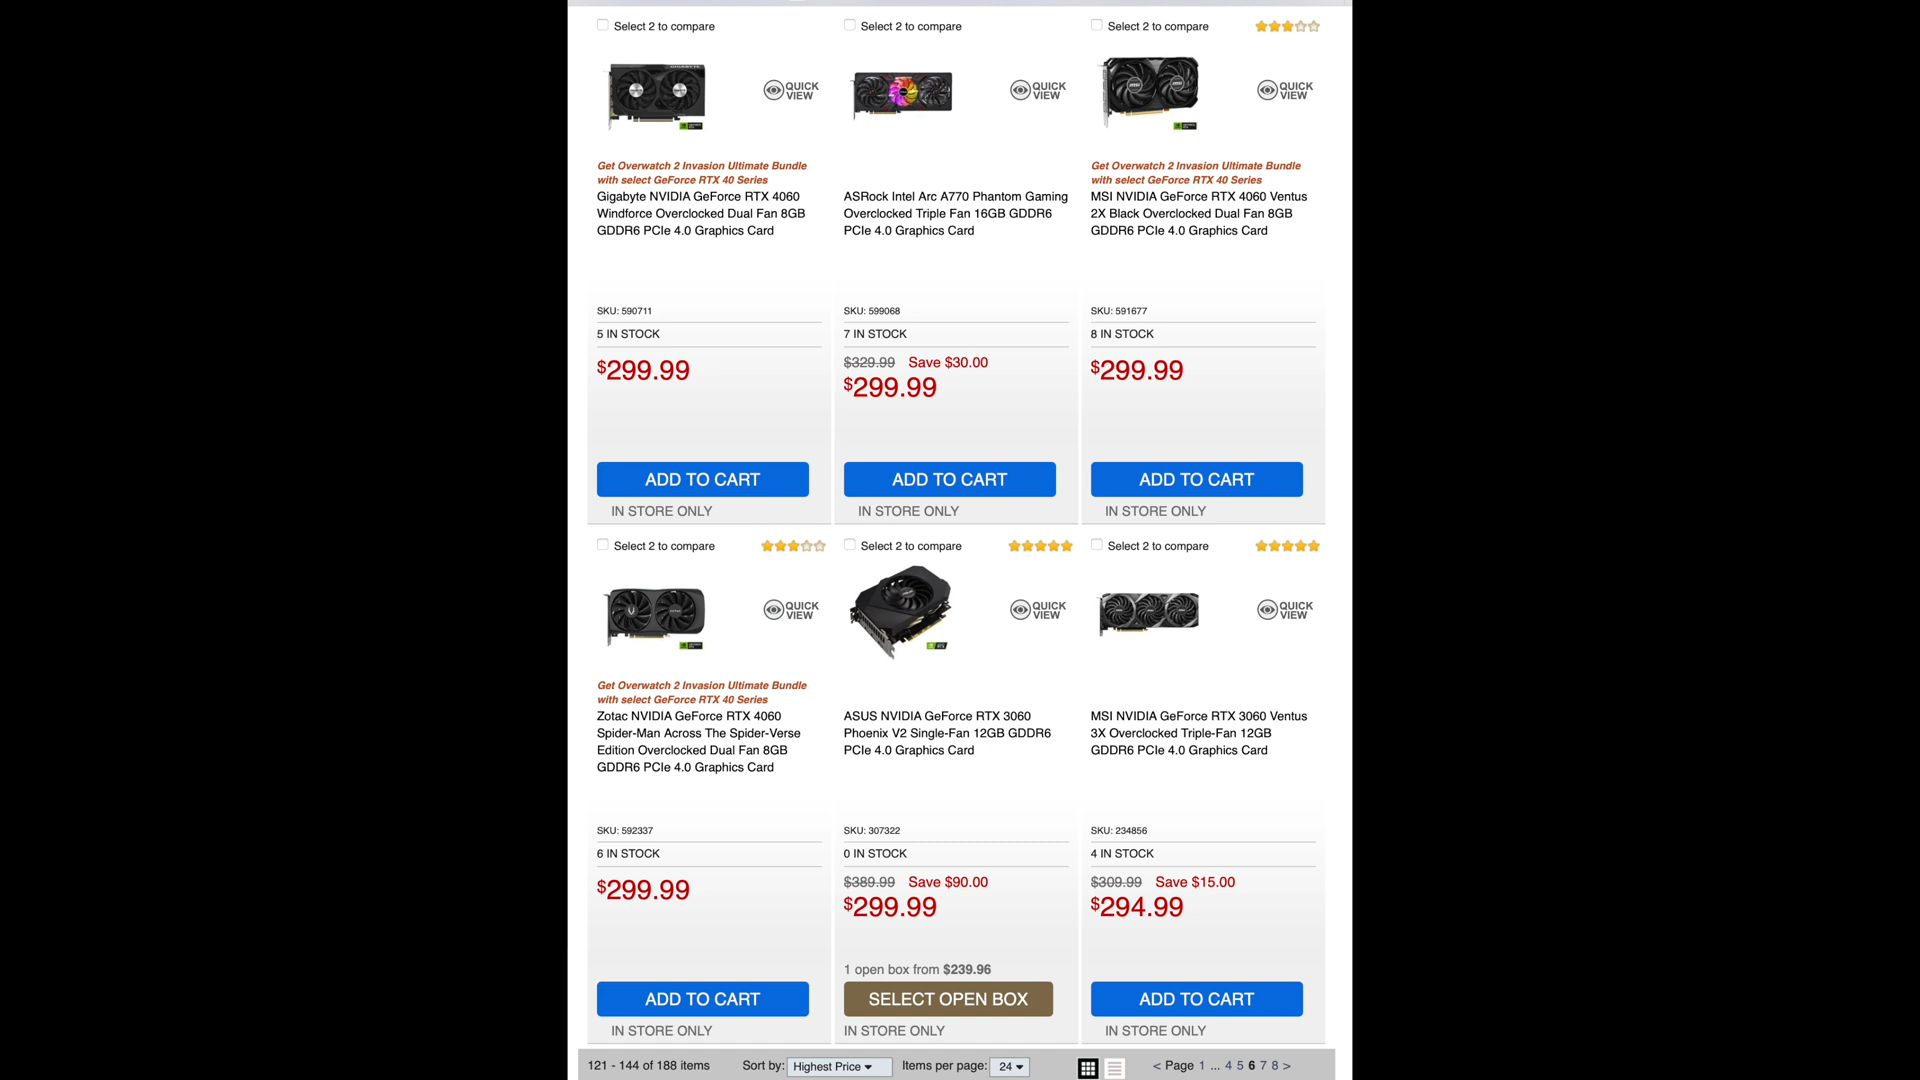 Select 2 to compare
Select 2 to compare
Select 2 to compare
QUICK VIEW
QUICK VIEW
QUICK VIEW
Get Overwatch 2 Invasion Ultimate Bundle
with select GeForce RTX 40 Series
Gigabyte NVIDIA GeForce RTX 4060
Windforce Overclocked Dual Fan 8GB
GDDR6 PCIe 4.0 Graphics Card
ASRock Intel Arc A770 Phantom Gaming
Overclocked Triple Fan 16GB GDDR6
PCIe 4.0 Graphics Card
Get Overwatch 2 Invasion Ultimate Bundle
with select GeForce RTX 40 Series
MSI NVIDIA GeForce RTX 4060 Ventus
2X Black Overclocked Dual Fan 8GB
GDDR6 PCIe 4.0 Graphics Card
SKU: 590711
5 IN STOCK
$299.99
ADD TO CART
IN STORE ONLY
SKU: 599068
7 IN STOCK
$329.99 Save $30.00
$299.99
ADD TO CART
IN STORE ONLY
SKU: 591677
8 IN STOCK
$299.99
ADD TO CART
IN STORE ONLY
Select 2 to compare
Select 2 to compare
Select 2 to compare
QUICK VIEW
QUICK VIEW
QUICK VIEW
Get Overwatch 2 Invasion Ultimate Bundle
with select GeForce RTX 40 Series
Zotac NVIDIA GeForce RTX 4060
Spider-Man Across The Spider-Verse
Edition Overclocked Dual Fan 8GB
GDDR6 PCIe 4.0 Graphics Card
ASUS NVIDIA GeForce RTX 3060
Phoenix V2 Single-Fan 12GB GDDR6
PCIe 4.0 Graphics Card
MSI NVIDIA GeForce RTX 3060 Ventus
3X Overclocked Triple-Fan 12GB
GDDR6 PCIe 4.0 Graphics Card
SKU: 592337
6 IN STOCK
$299.99
ADD TO CART
IN STORE ONLY
SKU: 307322
0 IN STOCK
$389.99 Save $90.00
$299.99
1 open box from $239.96
SELECT OPEN BOX
IN STORE ONLY
SKU: 234856
4 IN STOCK
$309.99 Save $15.00
$294.99
ADD TO CART
IN STORE ONLY
121 - 144 of 188 items Sort by: Highest Price Items per page: 24 < Page 1 ... 4 5 6 7 8 >